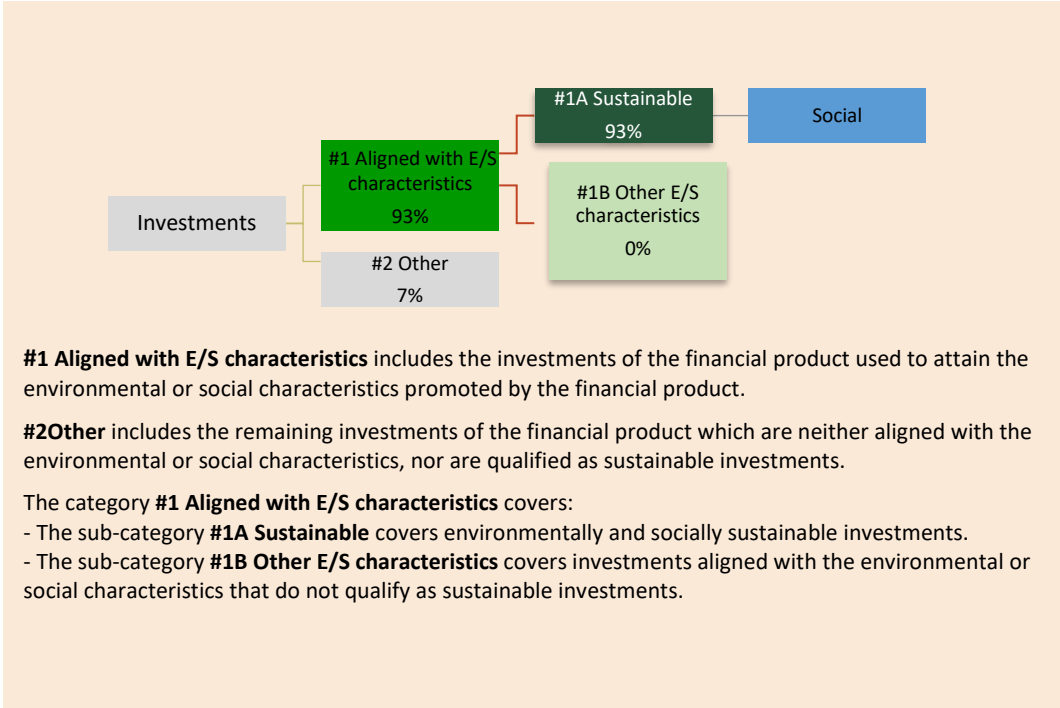 #1A Sustainable
93%
Social
#1 Aligned with E/S
characteristics
93%
#1B Other E/S
characteristics
0%
Investments
#2 Other
7%
#1 Aligned with E/S characteristics includes the investments of the financial product used to attain the
environmental or social characteristics promoted by the financial product.
#2Other includes the remaining investments of the financial product which are neither aligned with the
environmental or social characteristics, nor are qualified as sustainable investments.
The category #1 Aligned with E/S characteristics covers:
- The sub-category #1A Sustainable covers environmentally and socially sustainable investments.
- The sub-category #1B Other E/S characteristics covers investments aligned with the environmental or
social characteristics that do not qualify as sustainable investments.